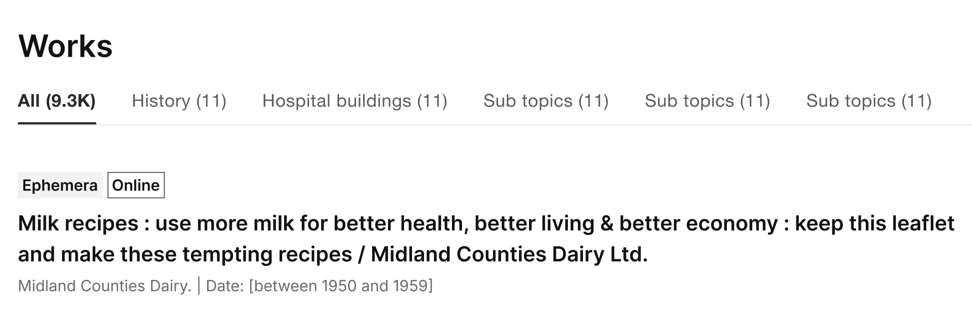 Works
All (9.3K) History (11) Hospital buildings (11) Sub topics (11) Sub topics (11) Sub topics (11)
Ephemera Online
Milk recipes : use more milk for better health, better living & better economy : keep this leaflet
and make these tempting recipes / Midland Counties Dairy Ltd.
Midland Counties Dairy. | Date: [between 1950 and 1959]